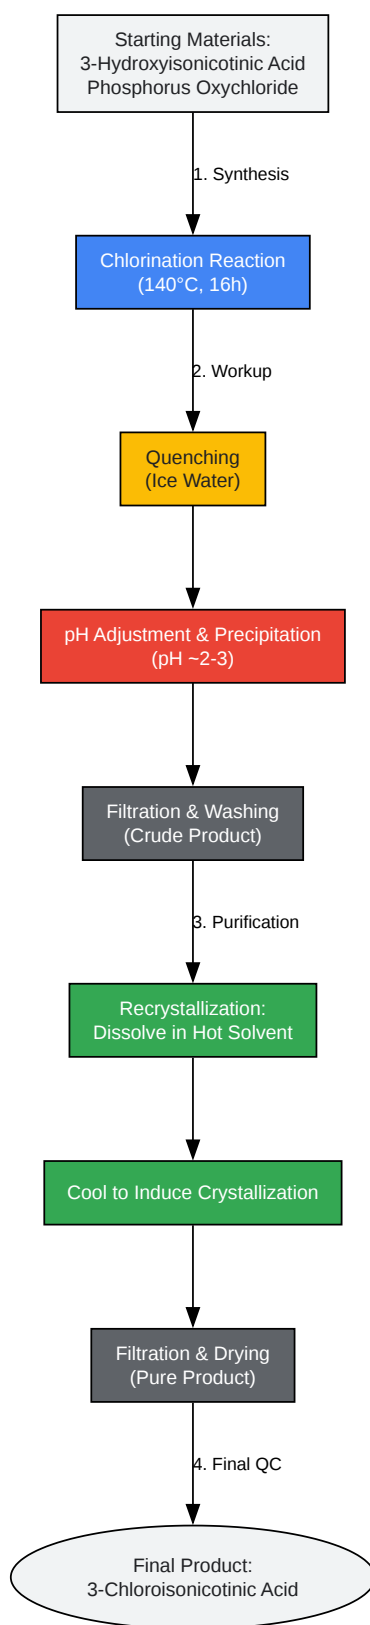 Starting Materials:
3-Hydroxyisonicotinic Acid
Phosphorus Oxychloride
1. Synthesis
Chlorination Reaction
(140°C, 16h)
2. Workup
Quenching
(Ice Water)
pH Adjustment & Precipitation
(pH ~2-3)
Filtration & Washing
(Crude Product)
3. Purification
Recrystallization:
Dissolve in Hot Solvent
Cool to Induce Crystallization
Filtration & Drying
(Pure Product)
4. Final QC
Final Product:
3-Chloroisonicotinic Acid